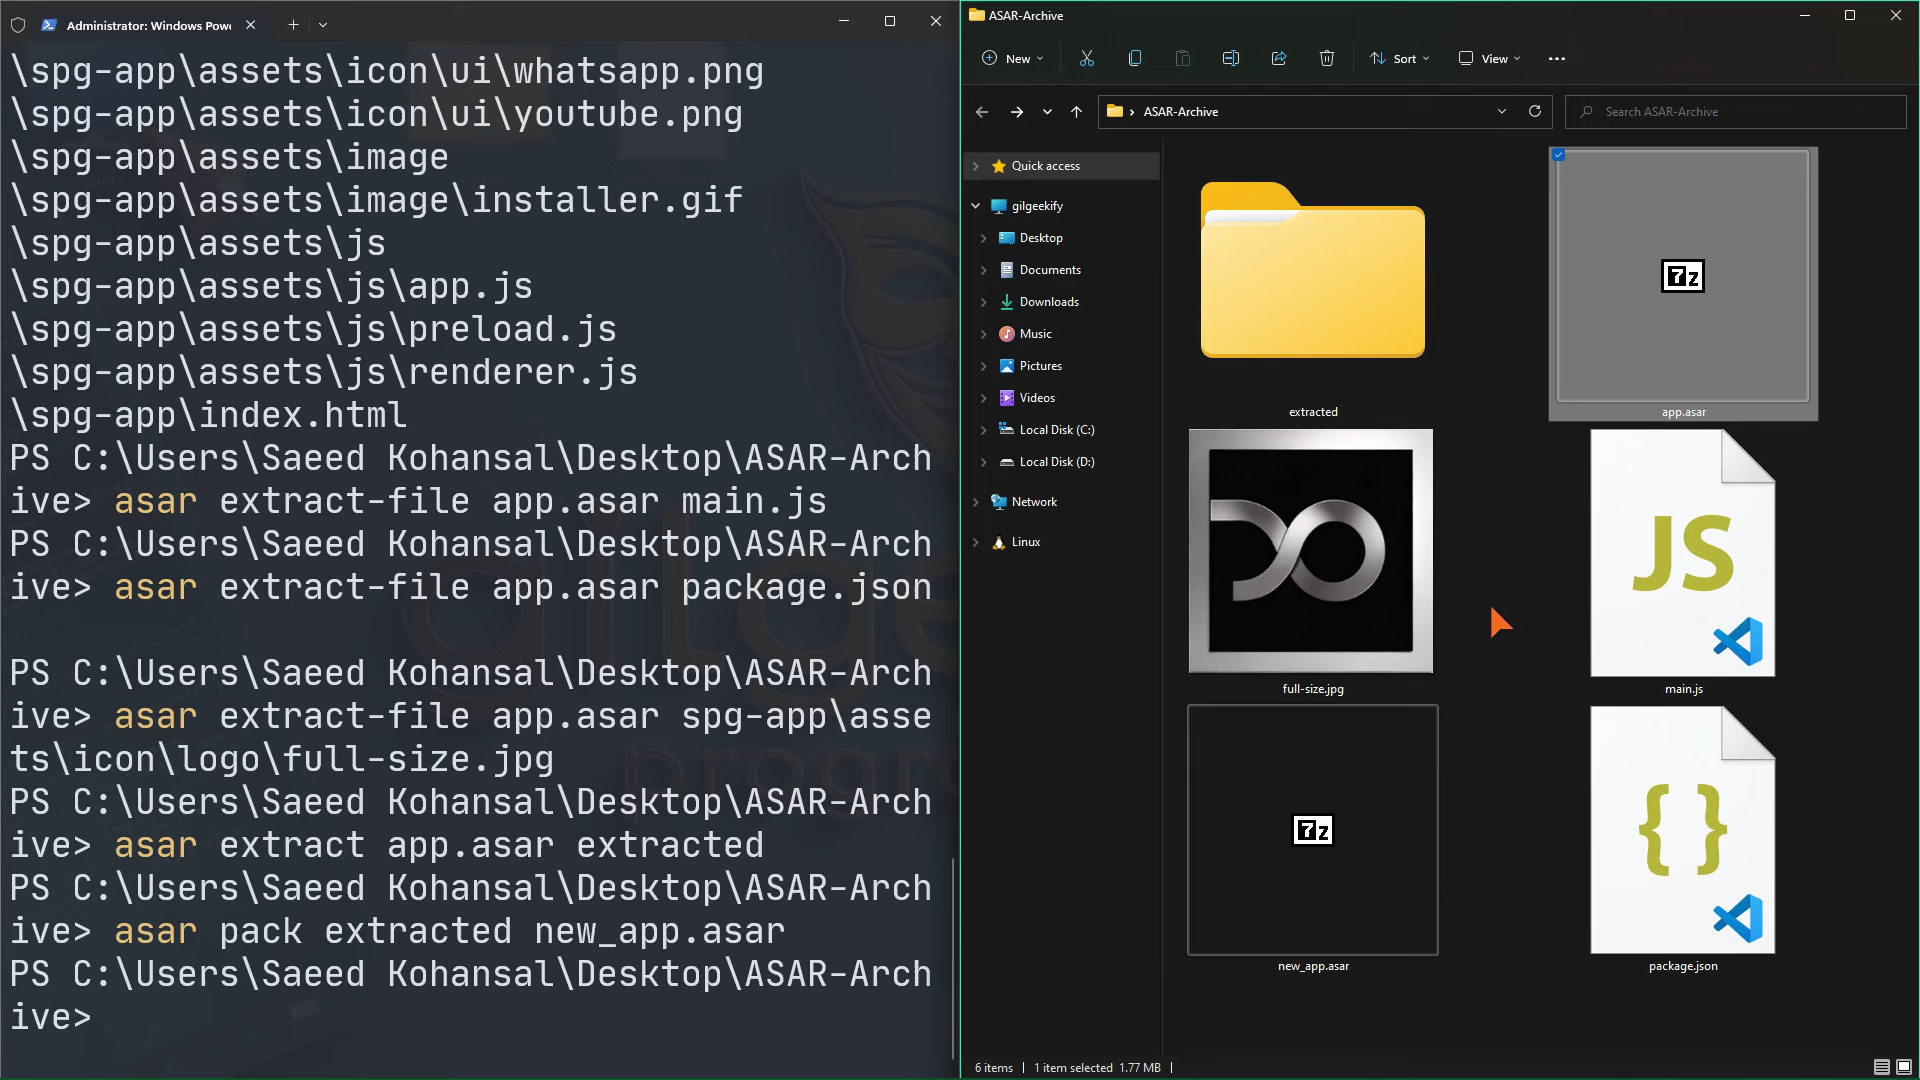 Administrator: Windows Powe
\spg-app\assets\icon\ui\whatsapp.png
\spg-app\assets\icon\ui\youtube.png
\spg-app\assets\image
\spg-app\assets\image\installer.gif
\spg-app\assets\js
\spg-app\assets\js\app.js
\spg-app\assets\js\preload.js
\spg-app\assets\js\renderer.js
\spg-app\index.html
PS C:\Users\Saeed Kohansal\Desktop\ASAR-Arch
ive> asar extract-file app.asar main.js
PS C:\Users\Saeed Kohansal\Desktop\ASAR-Arch
ive> asar extract-file app.asar package.json
PS C:\Users\Saeed Kohansal\Desktop\ASAR-Arch
ive> asar extract-file app.asar spg-app\asse
ts\icon\logo\full-size.jpg
PS C:\Users\Saeed Kohansal\Desktop\ASAR-Arch
ive> asar extract app.asar extracted
PS C:\Users\Saeed Kohansal\Desktop\ASAR-Arch
ive> asar pack extracted new_app.asar
PS C:\Users\Saeed Kohansal\Desktop\ASAR-Arch
ive>
ASAR-Archive
New
Sort
View
ASAR-Archive
Search ASAR-Archive
Quick access
gilgeekify
Desktop
Documents
Downloads
Music
Pictures
Videos
Local Disk (C:)
Local Disk (D:)
Network
Linux
extracted
7z
app.asar
full-size.jpg
JS
main.js
7z
new_app.asar
{ }
package.json
6 items
1 item selected 1.77 MB